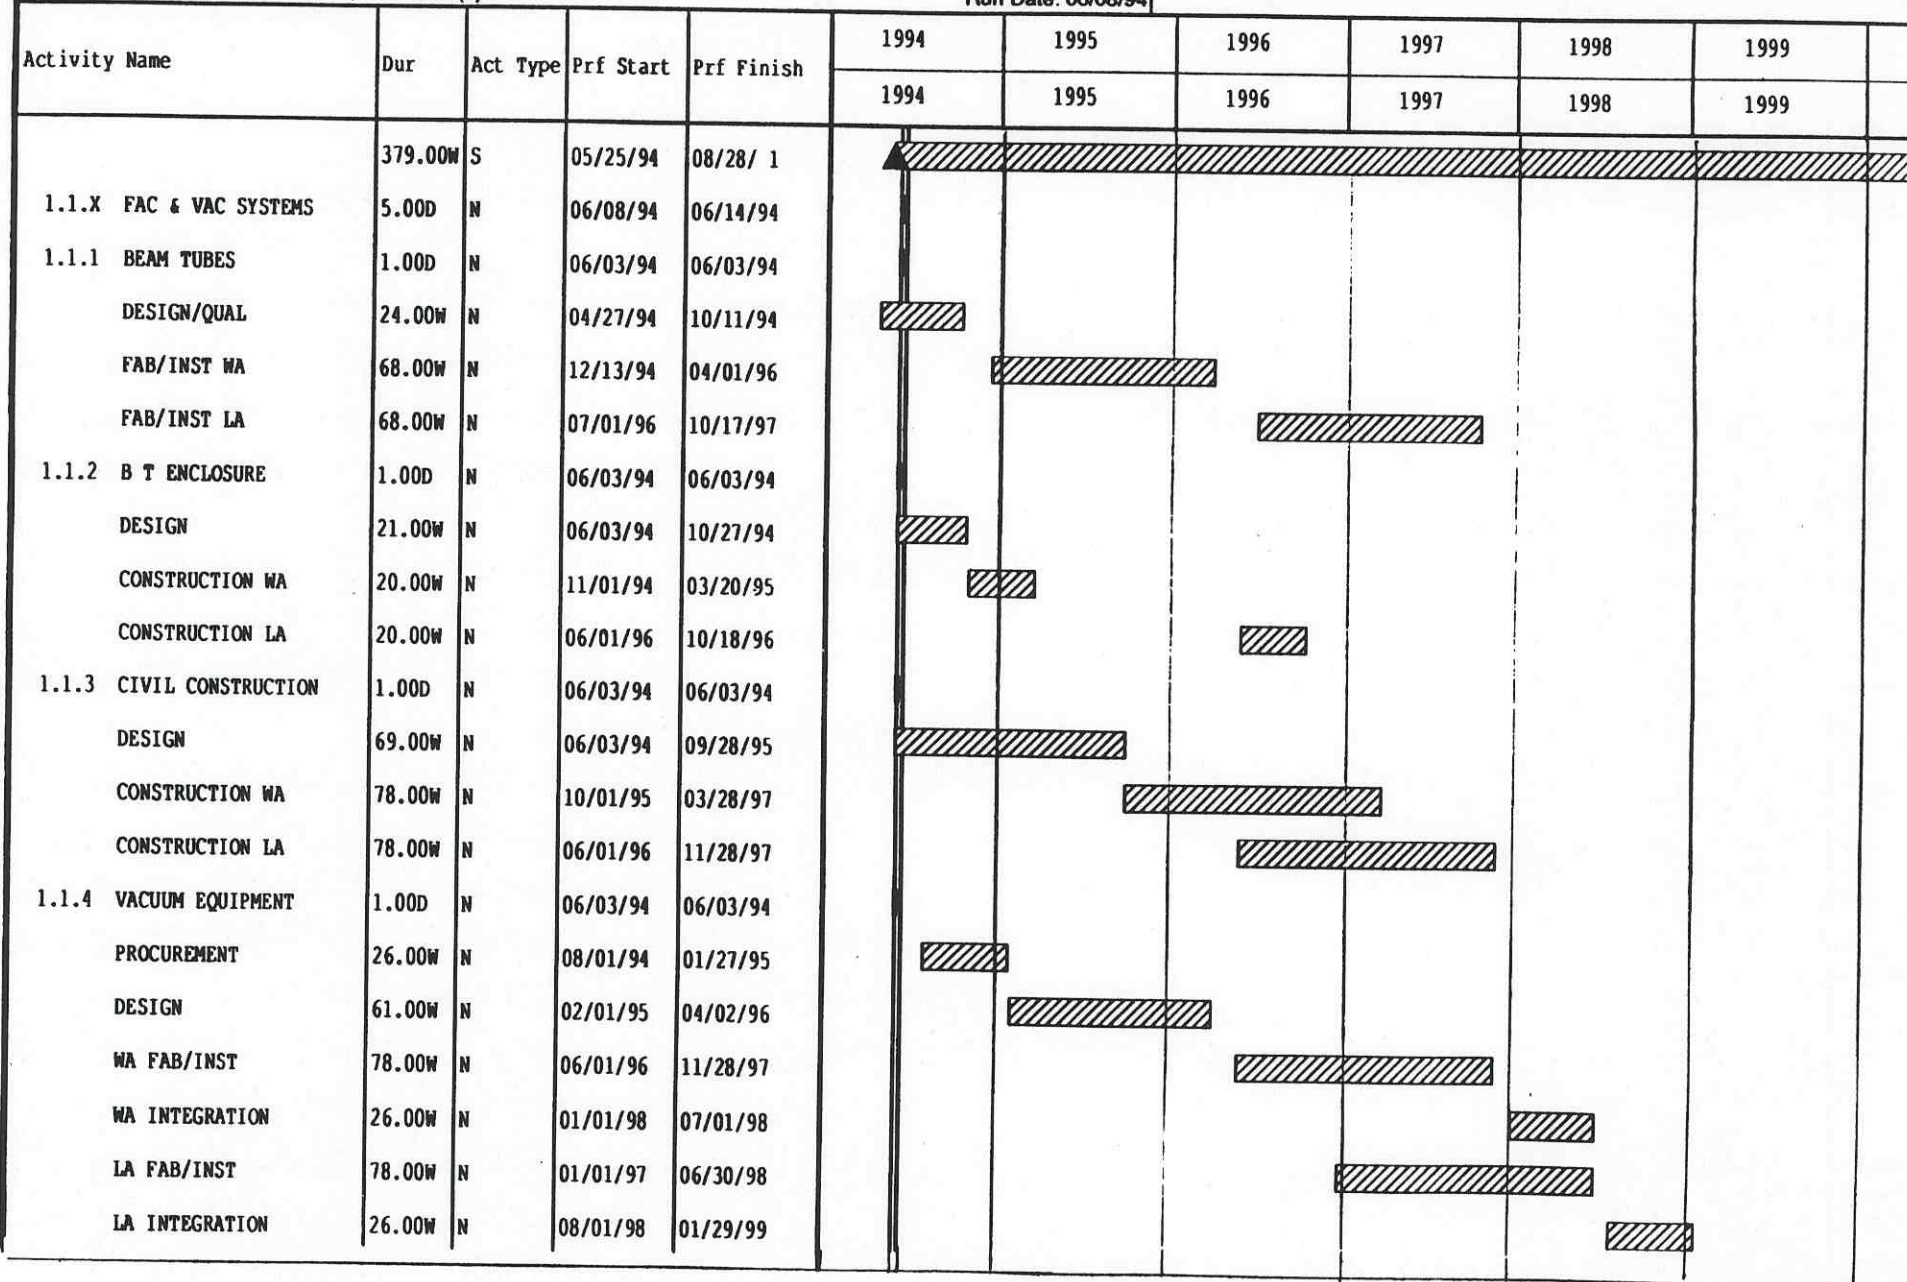 Run Date: 06/08/94
Activity Name Dur Act Type Prf Start Prf Finish
1994 1995 1996 1997 1998 1999
1994 1995 1996 1997 1998 1999
379.00W S 05/25/94 08/28/ 1
1.1.X FAC & VAC SYSTEMS 5.00D N 06/08/94 06/14/94
1.1.1 BEAM TUBES 1.00D N 06/03/94 06/03/94
DESIGN/QUAL 24.00W N 04/27/94 10/11/94
FAB/INST WA 68.00W N 12/13/94 04/01/96
FAB/INST LA 68.00W N 07/01/96 10/17/97
1.1.2 B T ENCLOSURE 1.00D N 06/03/94 06/03/94
DESIGN 21.00W N 06/03/94 10/27/94
CONSTRUCTION WA 20.00W N 11/01/94 03/20/95
CONSTRUCTION LA 20.00W N 06/01/96 10/18/96
1.1.3 CIVIL CONSTRUCTION 1.00D N 06/03/94 06/03/94
DESIGN 69.00W N 06/03/94 09/28/95
CONSTRUCTION WA 78.00W N 10/01/95 03/28/97
CONSTRUCTION LA 78.00W N 06/01/96 11/28/97
1.1.4 VACUUM EQUIPMENT 1.00D N 06/03/94 06/03/94
PROCUREMENT 26.00W N 08/01/94 01/27/95
DESIGN 61.00W N 02/01/95 04/02/96
WA FAB/INST 78.00W N 06/01/96 11/28/97
WA INTEGRATION 26.00W N 01/01/98 07/01/98
LA FAB/INST 78.00W N 01/01/97 06/30/98
LA INTEGRATION 26.00W N 08/01/98 01/29/99